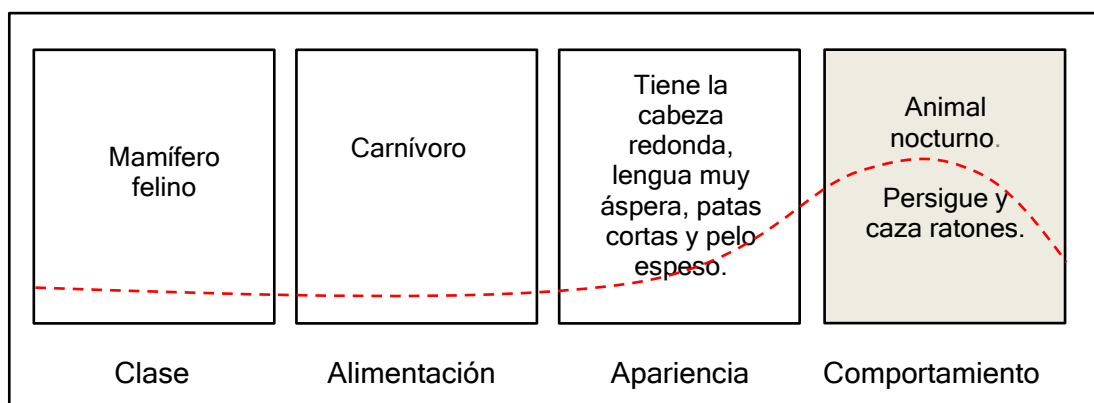 Mamífero
felino
Carnívoro
Tiene la
cabeza
redonda,
lengua muy
áspera, patas
cortas y pelo
espeso.
Animal
nocturno.
Persigue y
caza ratones.
Clase
Alimentación
Apariencia
Comportamiento